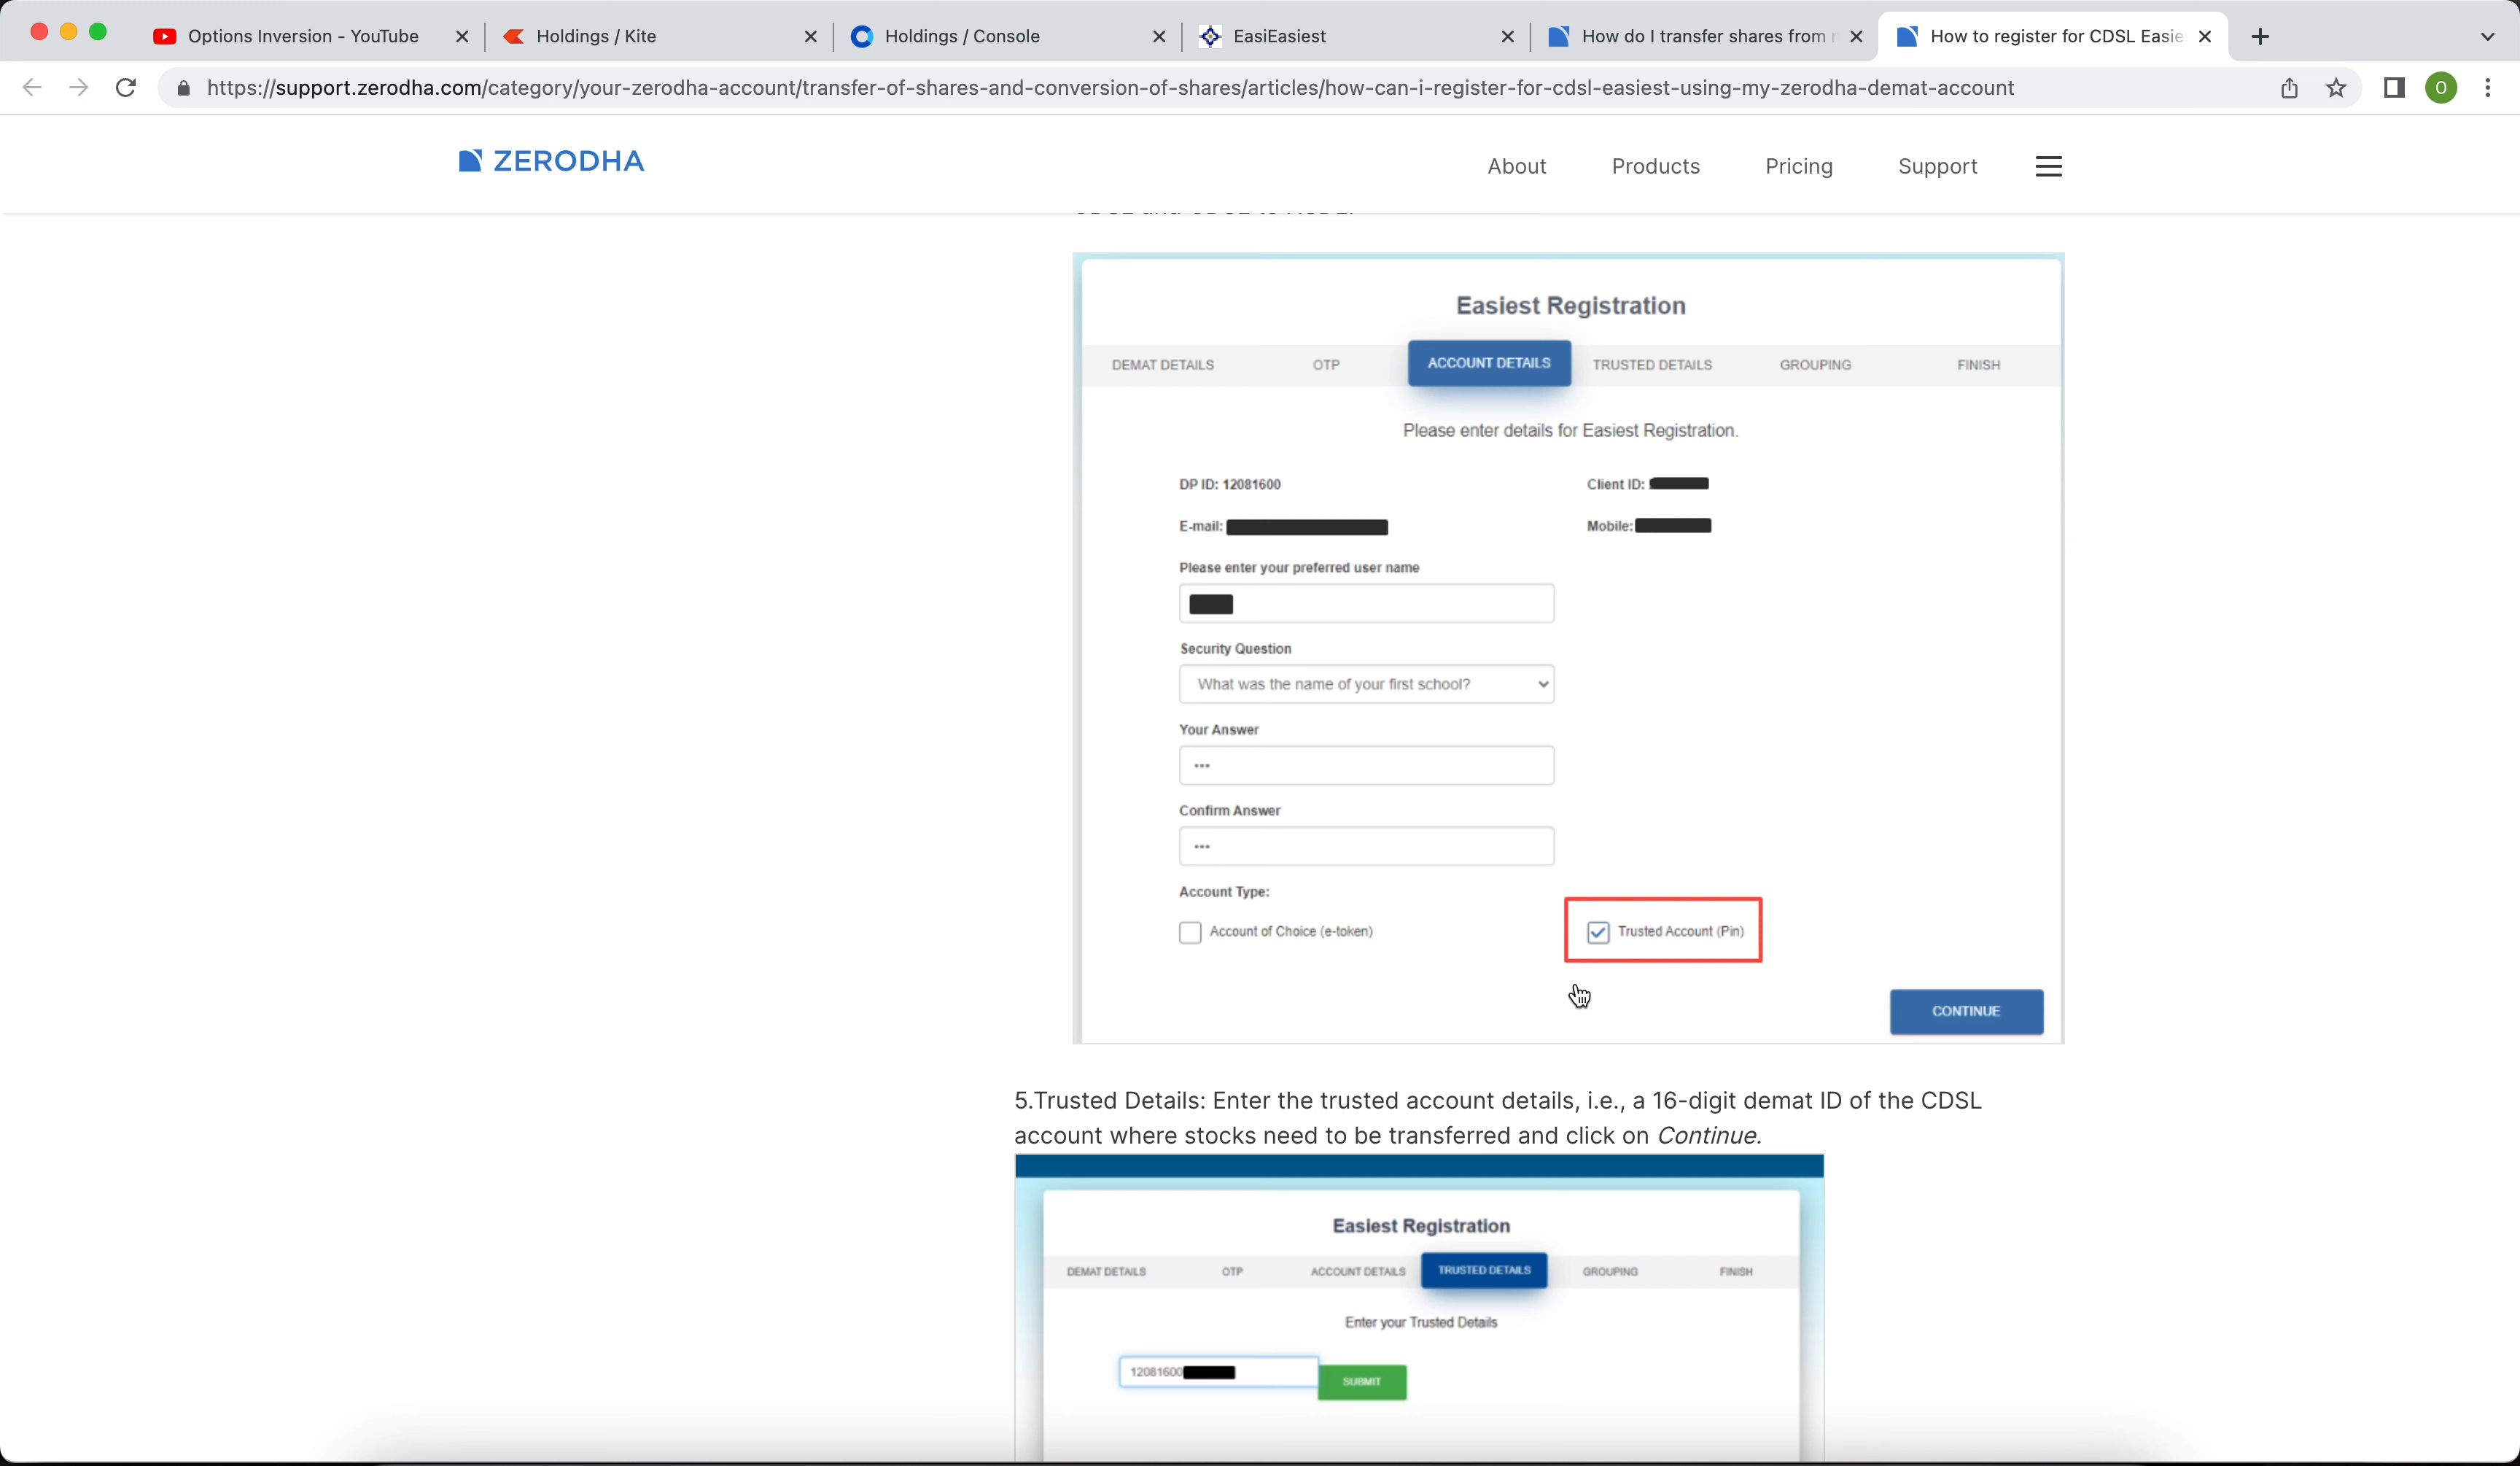 Options Inversion - YouTube
Holdings / Kite
Holdings / Console
EasiEasiest
How do I transfer shares from
How to register for CDSL Easie
https://support.zerodha.com/category/your-zerodha-account/transfer-of-shares-and-conversion-of-shares/articles/how-can-i-register-for-cdsl-easiest-using-my-zerodha-demat-account
O
ZERODHA
About
Products
Pricing
Support
Easiest Registration
DEMAT DETAILS
OTP
ACCOUNT DETAILS
TRUSTED DETAILS
GROUPING
FINISH
Please enter details for Easiest Registration.
DP ID: 12081600
Client ID:
E-mail:
Mobile:
Please enter your preferred user name
Security Question
What was the name of your first school?
Your Answer
•••
Confirm Answer
•••
Account Type:
Account of Choice (e-token)
Trusted Account (Pin)
CONTINUE
5.Trusted Details: Enter the trusted account details, i.e., a 16-digit demat ID of the CDSL
account where stocks need to be transferred and click on Continue.
Easiest Registration
DEMAT DETAILS
OTP
ACCOUNT DETAILS
TRUSTED DETAILS
GROUPING
FINISH
Enter your Trusted Details
12081600
SUBMIT